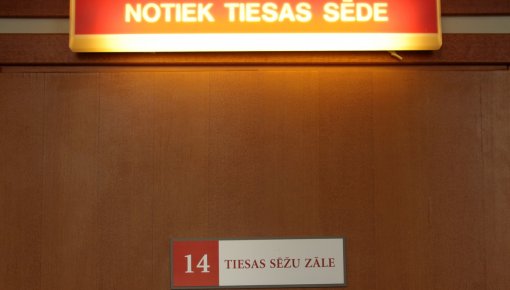 NOTIEK TIESAS SĒDE
14 TIESAS SĒŽU ZĀLE